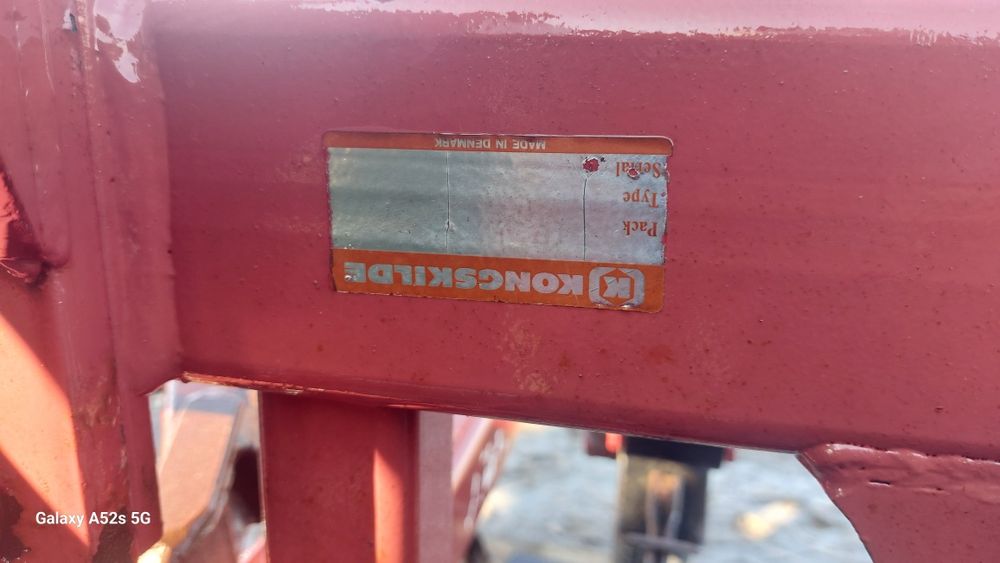 K KONGSKILDE
Pack
Type
Serial
MADE IN DENMARK
Galaxy A52s 5G